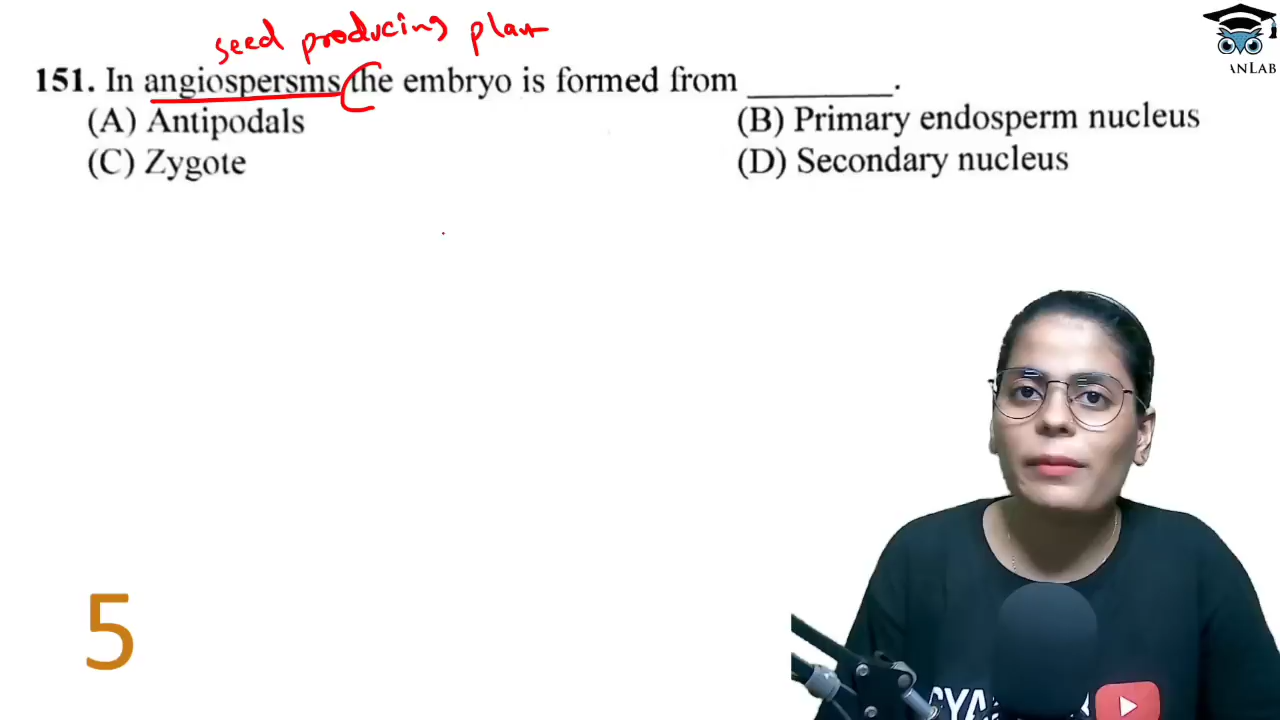 seed producing plant
151. In angiospersms the embryo is formed from ________.
(A) Antipodals (B) Primary endosperm nucleus
(C) Zygote (D) Secondary nucleus
ANLAB
5